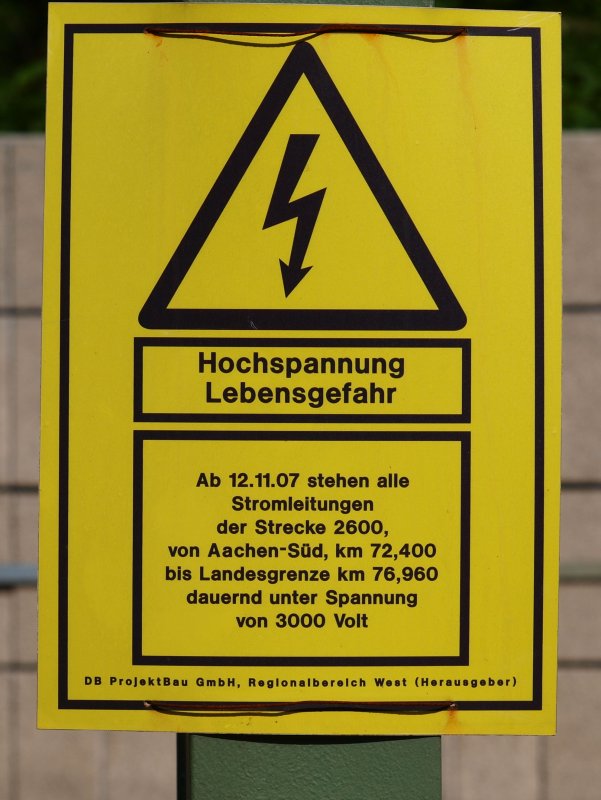 Hochspannung
Lebensgefahr
Ab 12.11.07 stehen alle
Stromleitungen
der Strecke 2600,
von Aachen-Süd, km 72,400
bis Landesgrenze km 76,960
dauernd unter Spannung
von 3000 Volt
DB ProjektBau GmbH, Regionalbereich West (Herausgeber)